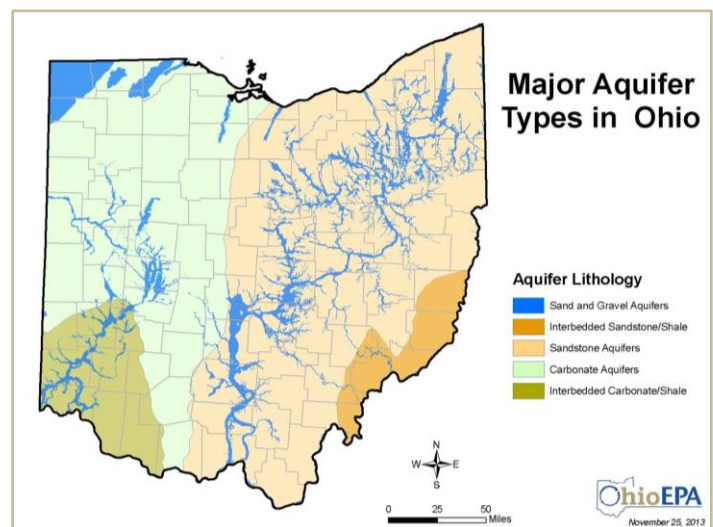 Major Aquifer
Types in Ohio
Aquifer Lithology
Sand and Gravel Aquifers
Interbedded Sandstone/Shale
Sandstone Aquifers
Carbonate Aquifers
Interbedded Carbonate/Shale
N
W E
S
0 25 50
Miles
OhioEPA
November 25, 2013